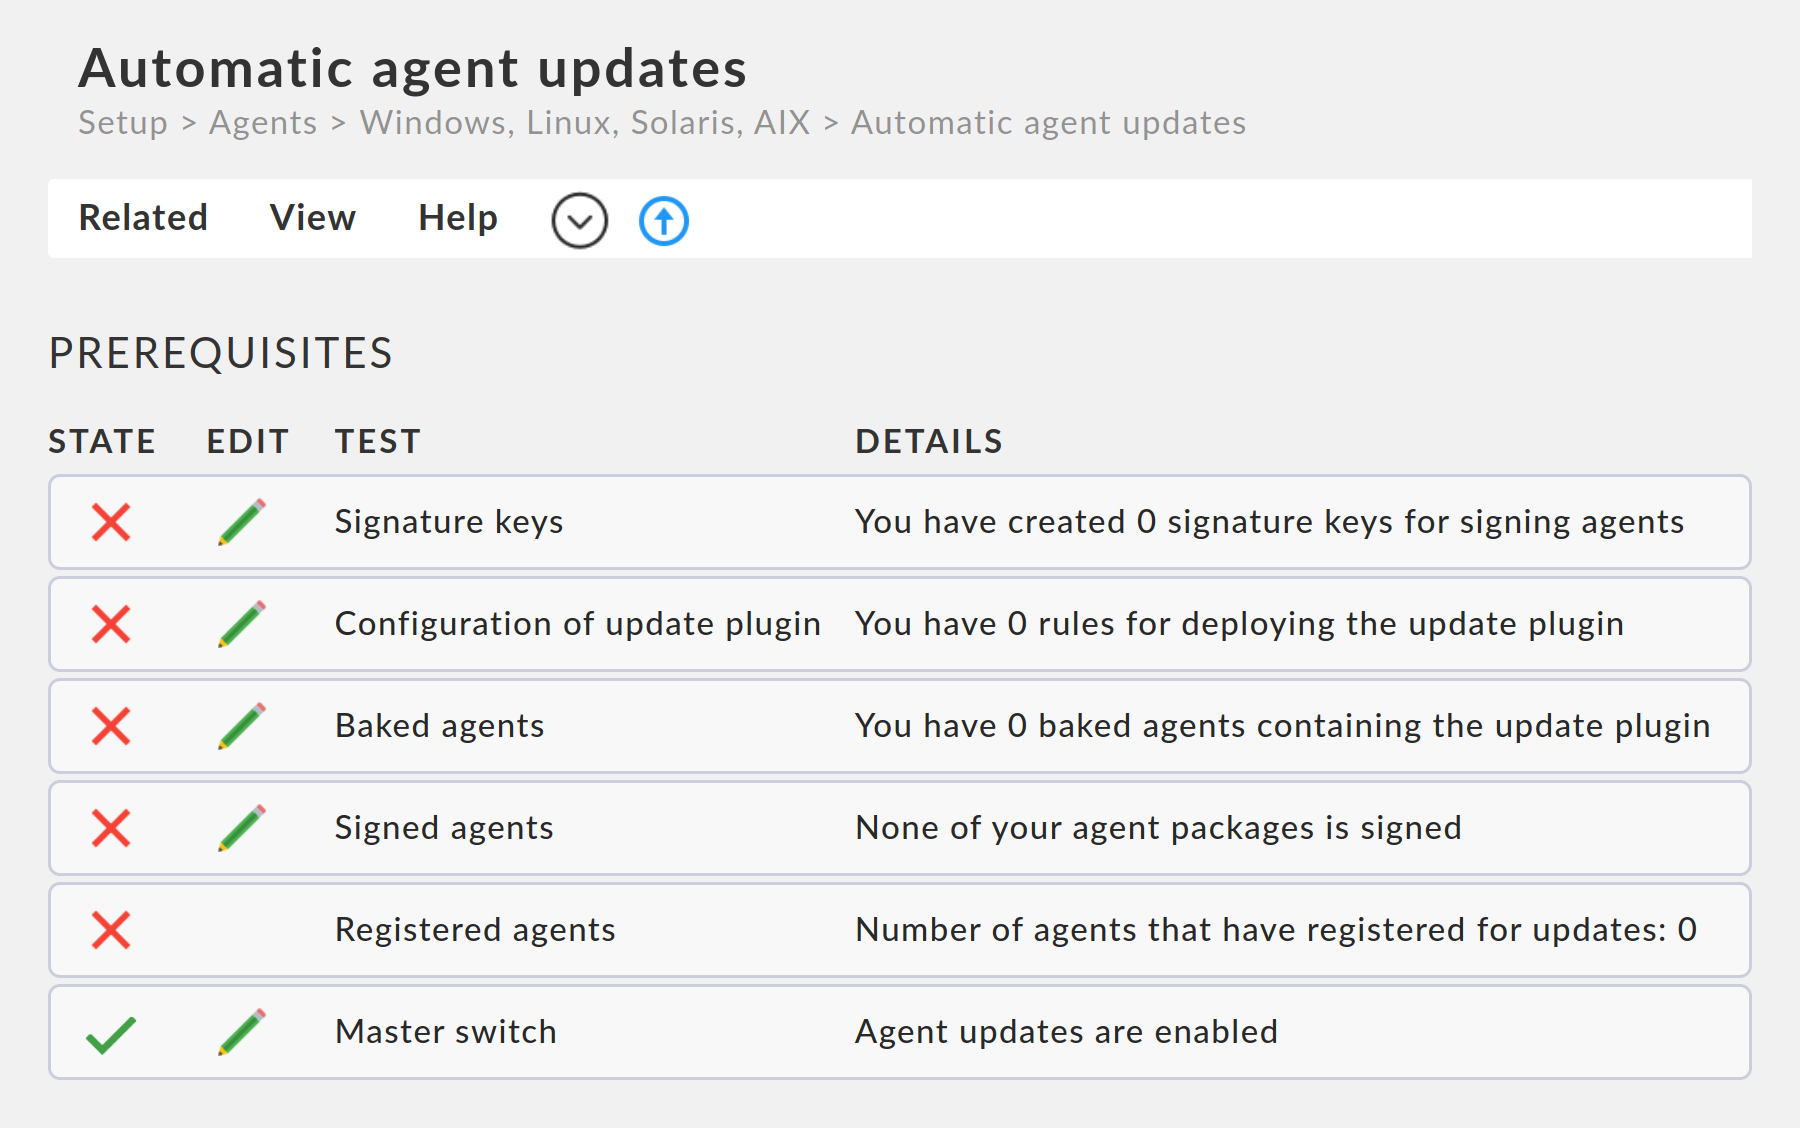 Automatic agent updates
Setup > Agents > Windows, Linux, Solaris, AIX > Automatic agent updates
Related View Help
PREREQUISITES
STATE EDIT TEST DETAILS
Signature keys You have created 0 signature keys for signing agents
Configuration of update plugin You have 0 rules for deploying the update plugin
Baked agents You have 0 baked agents containing the update plugin
Signed agents None of your agent packages is signed
Registered agents Number of agents that have registered for updates: 0
Master switch Agent updates are enabled